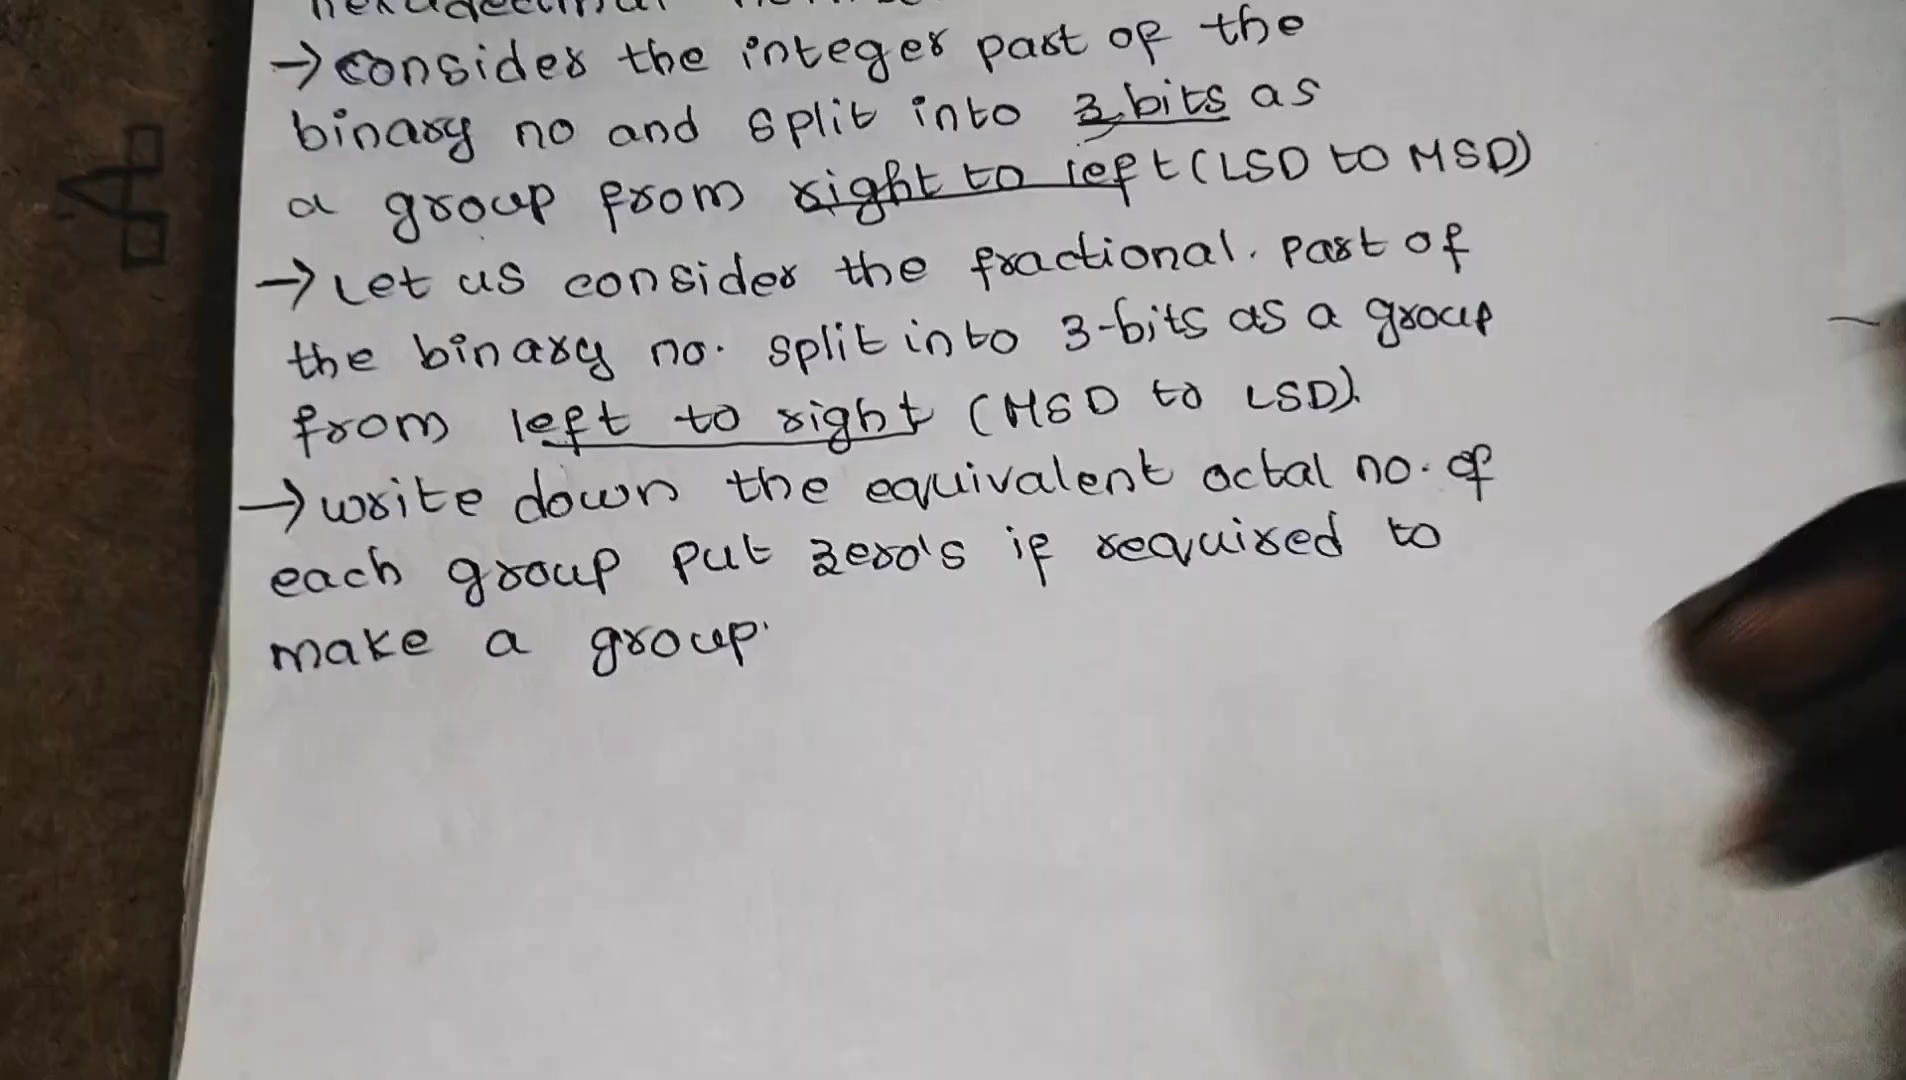 hexadecimal
→ consider the integer part of the
binary no and split into 3 bits as
a group from right to left (LSD to MSD)
→ Let us consider the fractional. part of
the binary no. split into 3-bits as a group
from left to right (MSD to LSD).
→ write down the equivalent octal no. of
each group put zero's if required to
make a group.